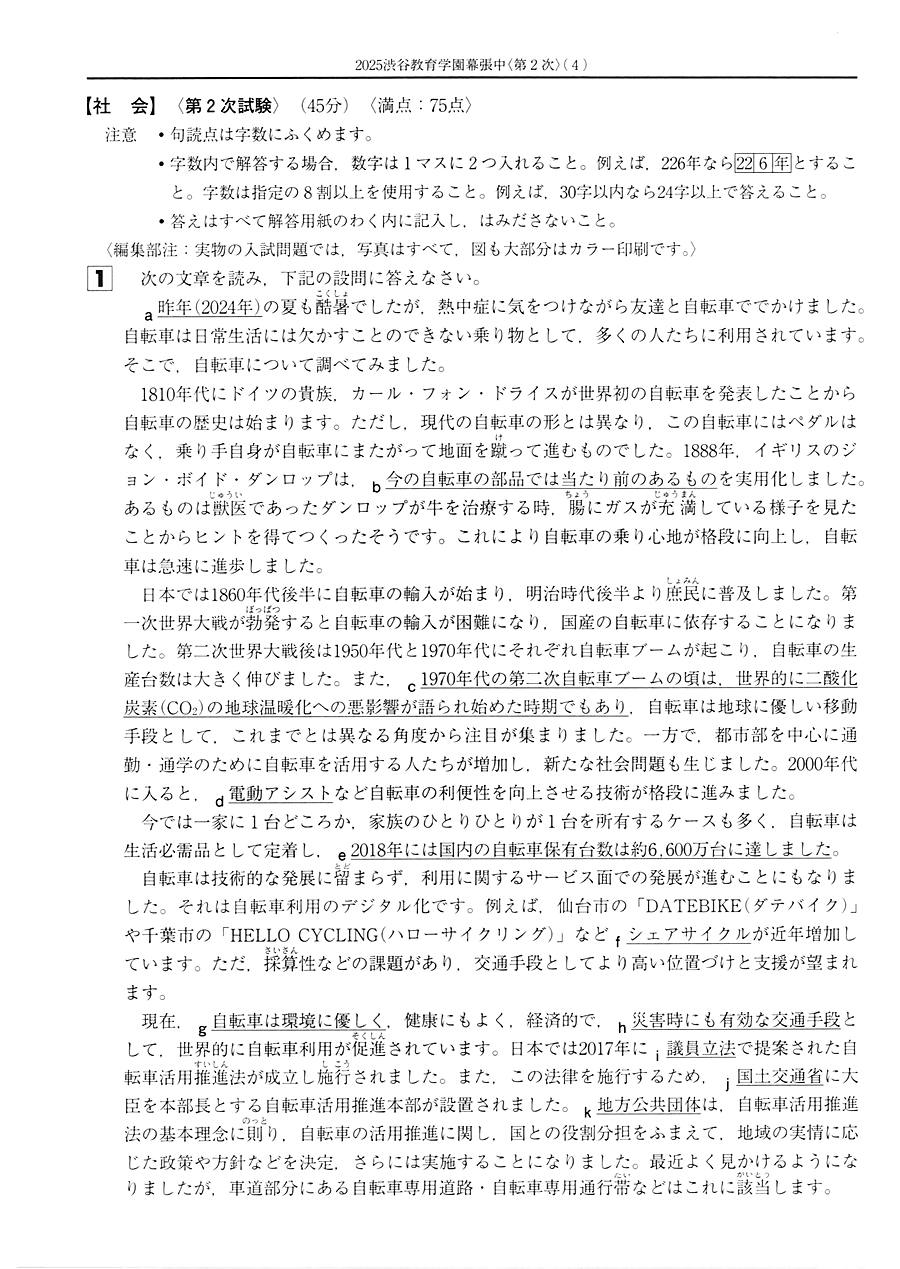 2025渋谷教育学園幕張中〈第2次〉(4)
【社 会】〈第2次試験〉(45分)〈満点：75点〉
注意 ・句読点は字数にふくめます。
・字数内で解答する場合，数字は1マスに2つ入れること。例えば，226年なら22 6 年とするこ
と。字数は指定の8割以上を使用すること。例えば，30字以内なら24字以上で答えること。
・答えはすべて解答用紙のわく内に記入し，はみださないこと。
〈編集部注：実物の入試問題では，写真はすべて，図も大部分はカラー印刷です。〉
1 次の文章を読み，下記の設問に答えなさい。
a 昨年(2024年)の夏も酷暑でしたが，熱中症に気をつけながら友達と自転車ででかけました。
自転車は日常生活には欠かすことのできない乗り物として，多くの人たちに利用されています。
そこで，自転車について調べてみました。
1810年代にドイツの貴族，カール・フォン・ドライスが世界初の自転車を発表したことから
自転車の歴史は始まります。ただし，現代の自転車の形とは異なり，この自転車にはペダルは
なく，乗り手自身が自転車にまたがって地面を蹴って進むものでした。1888年，イギリスのジ
ョン・ボイド・ダンロップは，b 今の自転車の部品では当たり前のあるものを実用化しました。
あるものは獣医であったダンロップが牛を治療する時，腸にガスが充満している様子を見た
ことからヒントを得てつくったそうです。これにより自転車の乗り心地が格段に向上し，自転
車は急速に進歩しました。
日本では1860年代後半に自転車の輸入が始まり，明治時代後半より庶民に普及しました。第
一次世界大戦が勃発すると自転車の輸入が困難になり，国産の自転車に依存することになりま
した。第二次世界大戦後は1950年代と1970年代にそれぞれ自転車ブームが起こり，自転車の生
産台数は大きく伸びました。また，c 1970年代の第二次自転車ブームの頃は，世界的に二酸化
炭素(CO₂)の地球温暖化への悪影響が語られ始めた時期でもあり，自転車は地球に優しい移動
手段として，これまでとは異なる角度から注目が集まりました。一方で，都市部を中心に通
勤・通学のために自転車を活用する人たちが増加し，新たな社会問題も生じました。2000年代
に入ると，d 電動アシストなど自転車の利便性を向上させる技術が格段に進みました。
今では一家に1台どころか，家族のひとりひとりが1台を所有するケースも多く，自転車は
生活必需品として定着し，e 2018年には国内の自転車保有台数は約6,600万台に達しました。
自転車は技術的な発展に留まらず，利用に関するサービス面での発展が進むことにもなりま
した。それは自転車利用のデジタル化です。例えば，仙台市の「DATEBIKE(ダテバイク)」
や千葉市の「HELLO CYCLING(ハローサイクリング)」など f シェアサイクルが近年増加し
ています。ただ，採算性などの課題があり，交通手段としてより高い位置づけと支援が望まれ
ます。
現在，g 自転車は環境に優しく，健康にもよく，経済的で，h 災害時にも有効な交通手段と
して，世界的に自転車利用が促進されています。日本では2017年に i 議員立法で提案された自
転車活用推進法が成立し施行されました。また，この法律を施行するため，j 国土交通省に大
臣を本部長とする自転車活用推進本部が設置されました。k 地方公共団体は，自転車活用推進
法の基本理念に則り，自転車の活用推進に関し，国との役割分担をふまえて，地域の実情に応
じた政策や方針などを決定，さらには実施することになりました。最近よく見かけるようにな
りましたが，車道部分にある自転車専用道路・自転車専用通行帯などはこれに該当します。